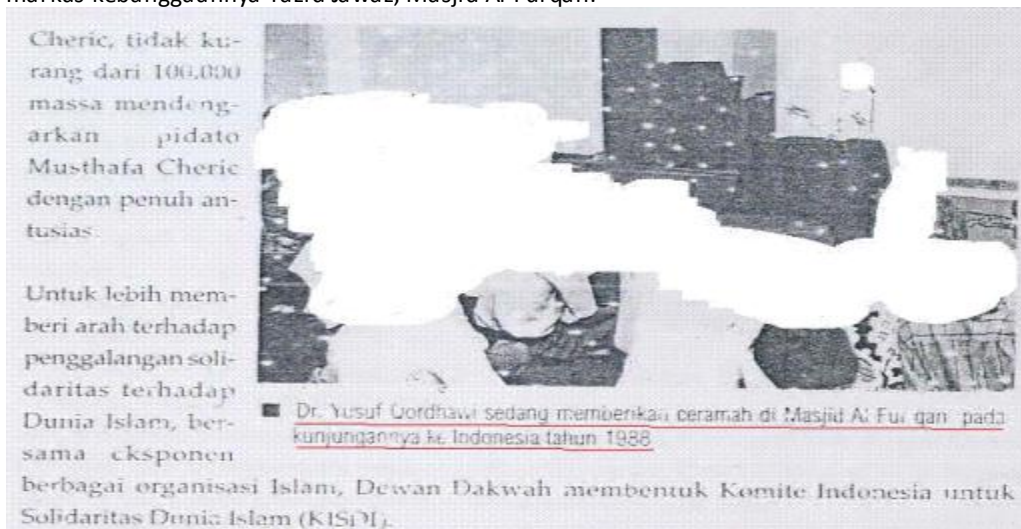 markas kebanggaannya Yazid Jawaz, Masjid Al Furqan.
Cheric, tidak ku-
rang dari 100.000
massa mendeng-
arkan pidato
Musthafa Cheric
dengan penuh an-
tusias
Untuk lebih mem-
beri arah terhadap
penggalangan soli-
daritas terhadap
Dunia Islam, ber-
sama eksponen
Dr. Yusuf Qordhawi sedang memberikan ceramah di Masjid Al Furqan pada
kunjungannya ke Indonesia tahun 1988
berbagai organisasi Islam, Dewan Dakwah membentuk Komite Indonesia untuk
Solidaritas Dunia Islam (KISDI).